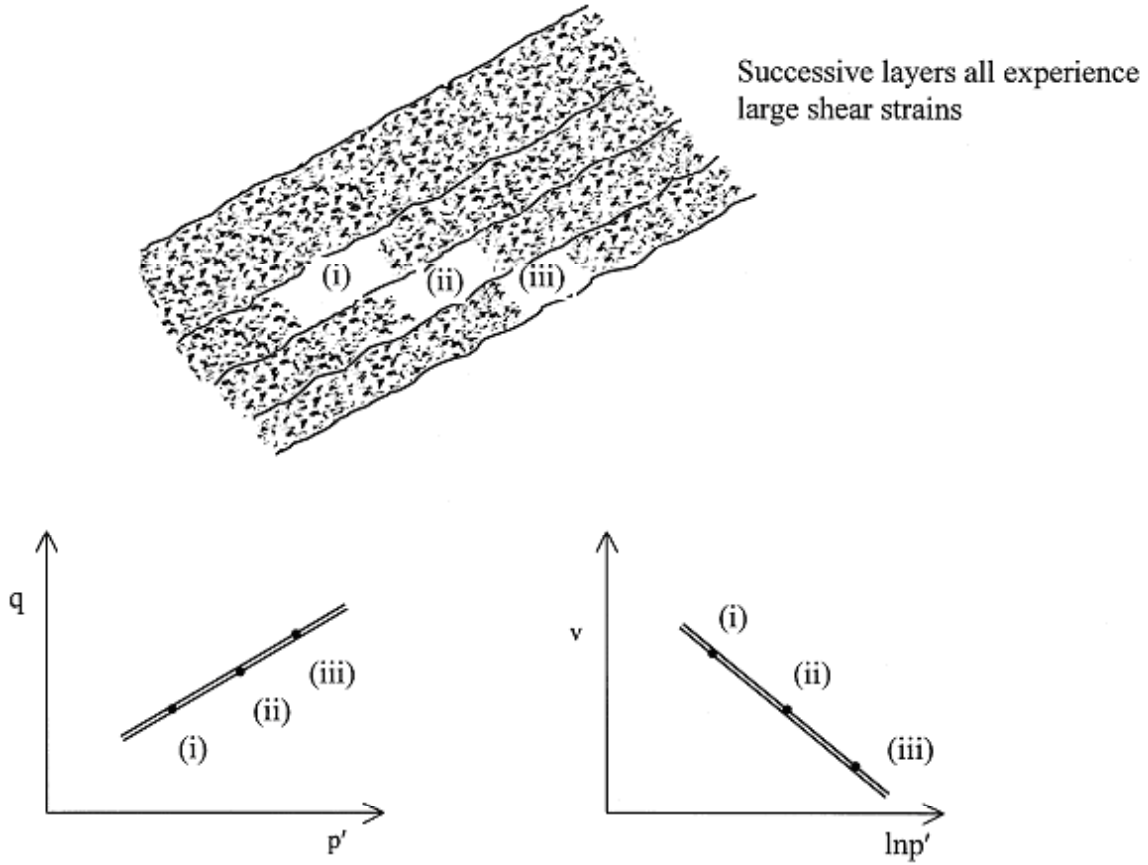 Successive layers all experience
large shear strains
(i)
(ii)
(iii)
q
(iii)
(ii)
(i)
p'
v
(i)
(ii)
(iii)
lnp'